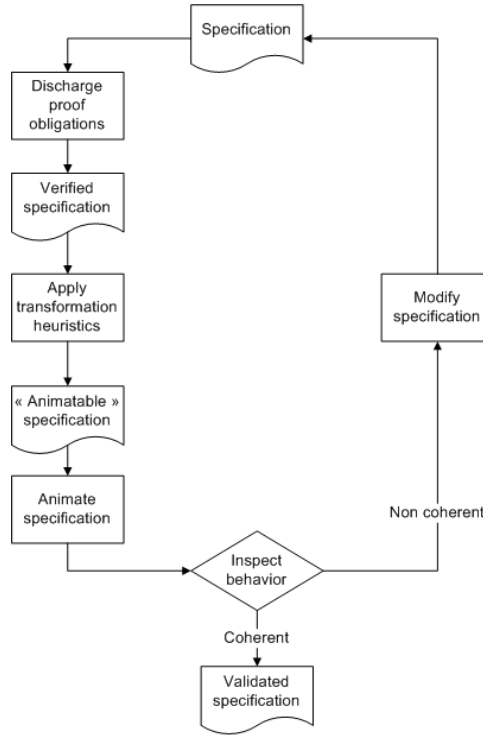 Specification
Discharge
proof
obligations
Verified
specification
Apply
transformation
heuristics
« Animatable »
specification
Animate
specification
Inspect
behavior
Non coherent
Modify
specification
Coherent
Validated
specification